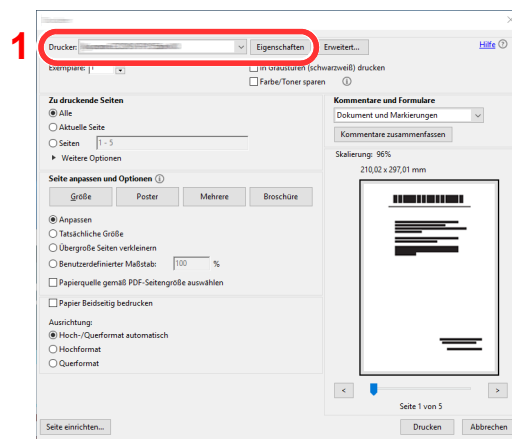 1
Drucker:
Eigenschaften
Erweitert...
Hilfe
Exemplare: 1
In Graustufen (schwarzweiß) drucken
Farbe/Toner sparen
Zu druckende Seiten
Alle
Aktuelle Seite
Seiten 1 - 5
Weitere Optionen
Kommentare und Formulare
Dokument und Markierungen
Kommentare zusammenfassen
Skalierung: 96%
210,02 x 297,01 mm
Seite anpassen und Optionen
Größe Poster Mehrere Broschüre
Anpassen
Tatsächliche Größe
Übergroße Seiten verkleinern
Benutzerdefinierter Maßstab: 100 %
Papierquelle gemäß PDF-Seitengröße auswählen
Papier Beidseitig bedrucken
Ausrichtung:
Hoch-/Querformat automatisch
Hochformat
Querformat
< >
Seite 1 von 5
Seite einrichten...
Drucken
Abbrechen